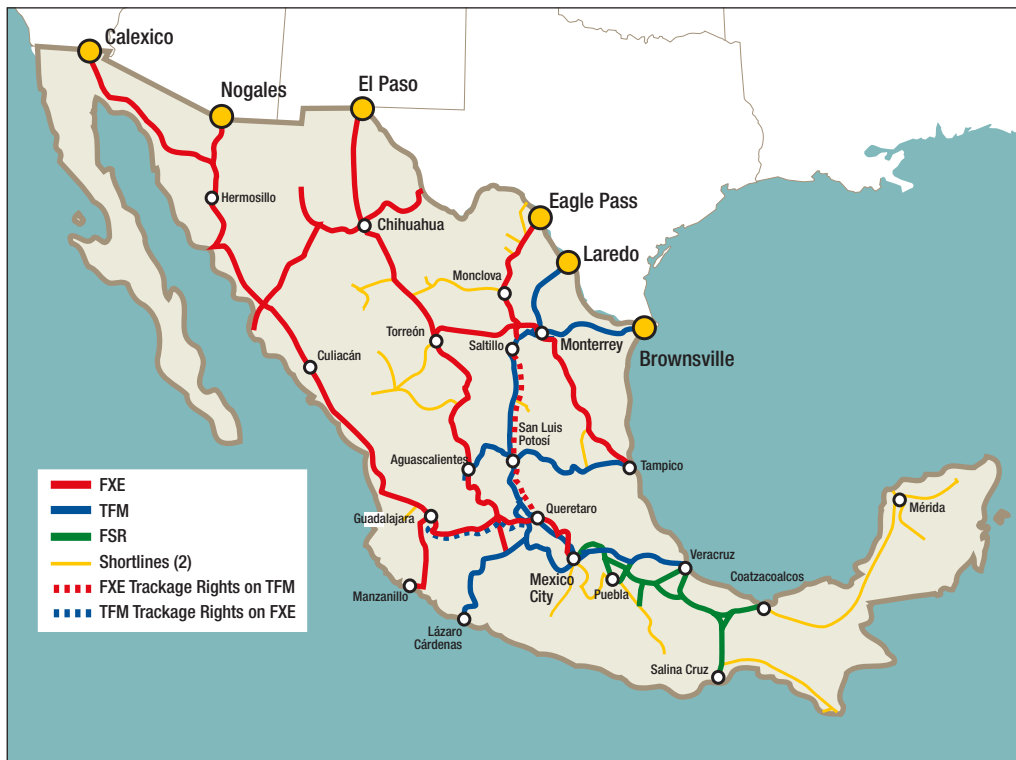 Calexico
Nogales
El Paso
Hermosillo
Chihuahua
Eagle Pass
Laredo
Monclova
Torreón
Saltillo
Monterrey
Brownsville
Culiacán
San Luis
Potosí
Aguascalientes
Tampico
FXE
TFM
FSR
Shortlines (2)
FXE Trackage Rights on TFM
TFM Trackage Rights on FXE
Guadalajara
Queretaro
Mérida
Manzanillo
Mexico
City
Puebla
Veracruz
Coatzacoalcos
Lázaro
Cárdenas
Salina Cruz